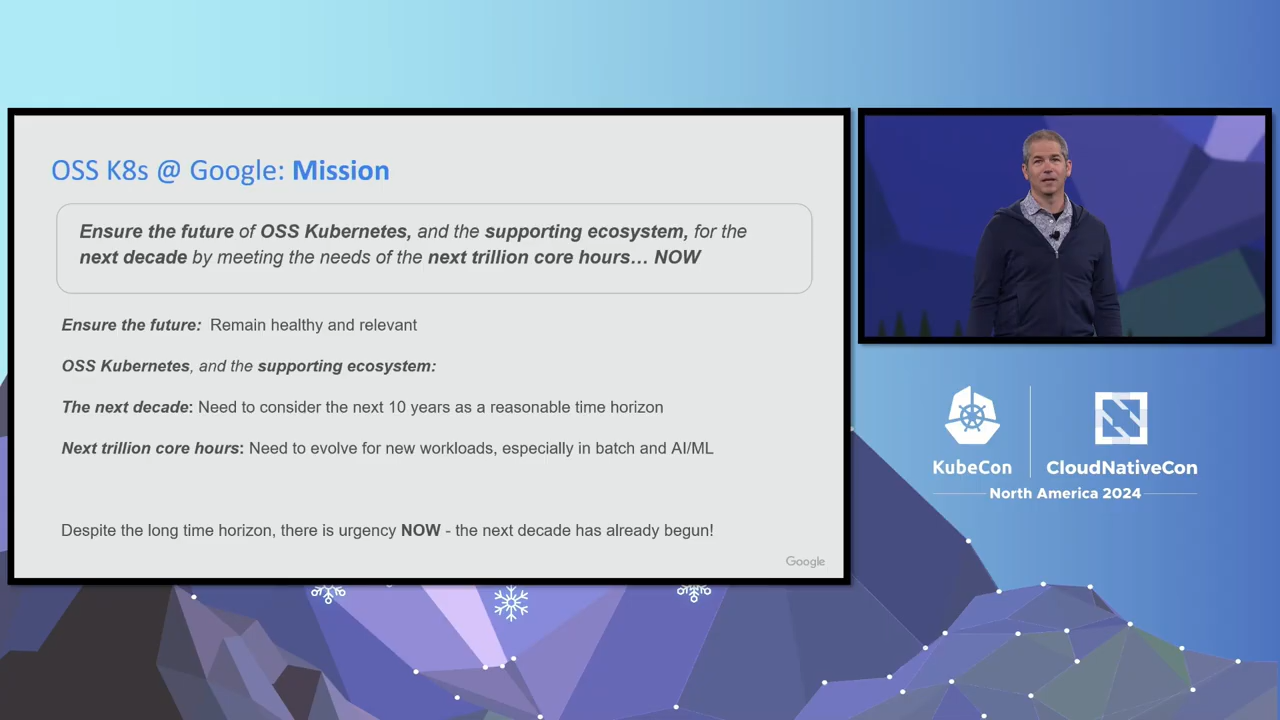 OSS K8s @ Google: Mission
Ensure the future of OSS Kubernetes, and the supporting ecosystem, for the
next decade by meeting the needs of the next trillion core hours… NOW
Ensure the future: Remain healthy and relevant
OSS Kubernetes, and the supporting ecosystem:
The next decade: Need to consider the next 10 years as a reasonable time horizon
Next trillion core hours: Need to evolve for new workloads, especially in batch and AI/ML
Despite the long time horizon, there is urgency NOW - the next decade has already begun!
Google
KubeCon
CloudNativeCon
North America 2024